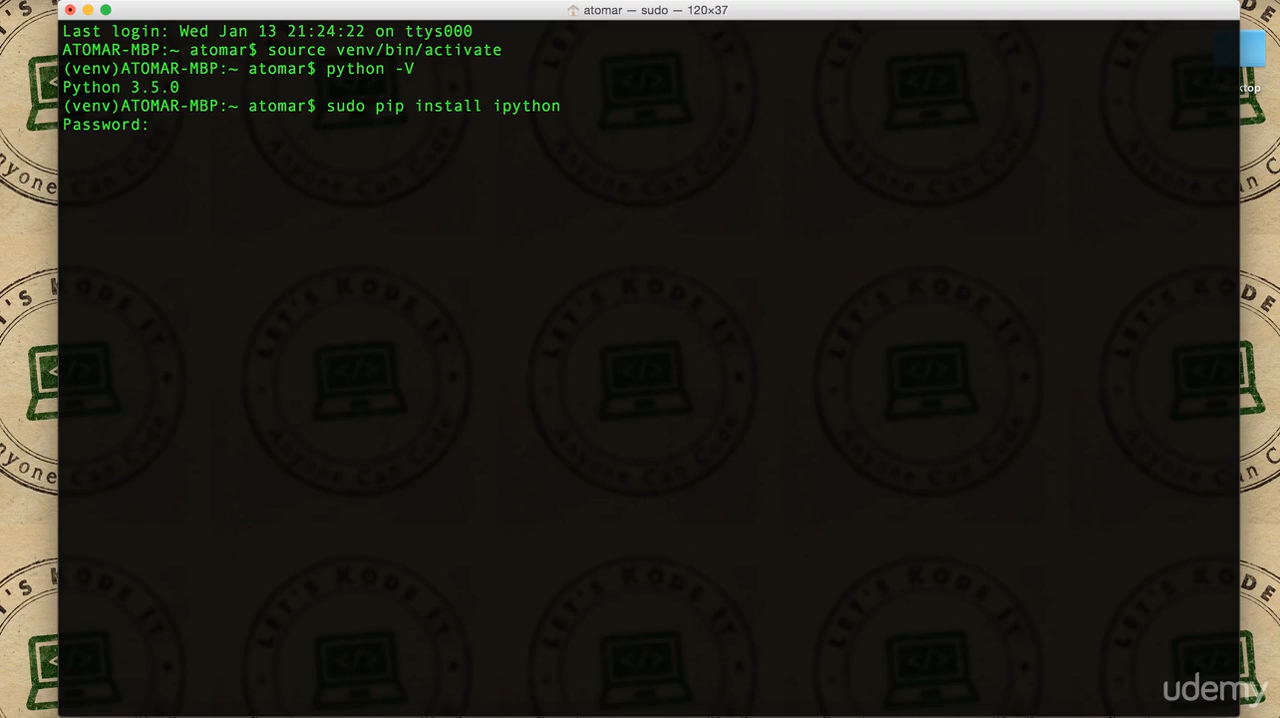 atomar — sudo — 120×37
Last login: Wed Jan 13 21:24:22 on ttys000
ATOMAR-MBP:~ atomar$ source venv/bin/activate
(venv)ATOMAR-MBP:~ atomar$ python -V
Python 3.5.0
(venv)ATOMAR-MBP:~ atomar$ sudo pip install ipython
Password:
LET'S KODE IT
Anyone Can Code
udemy